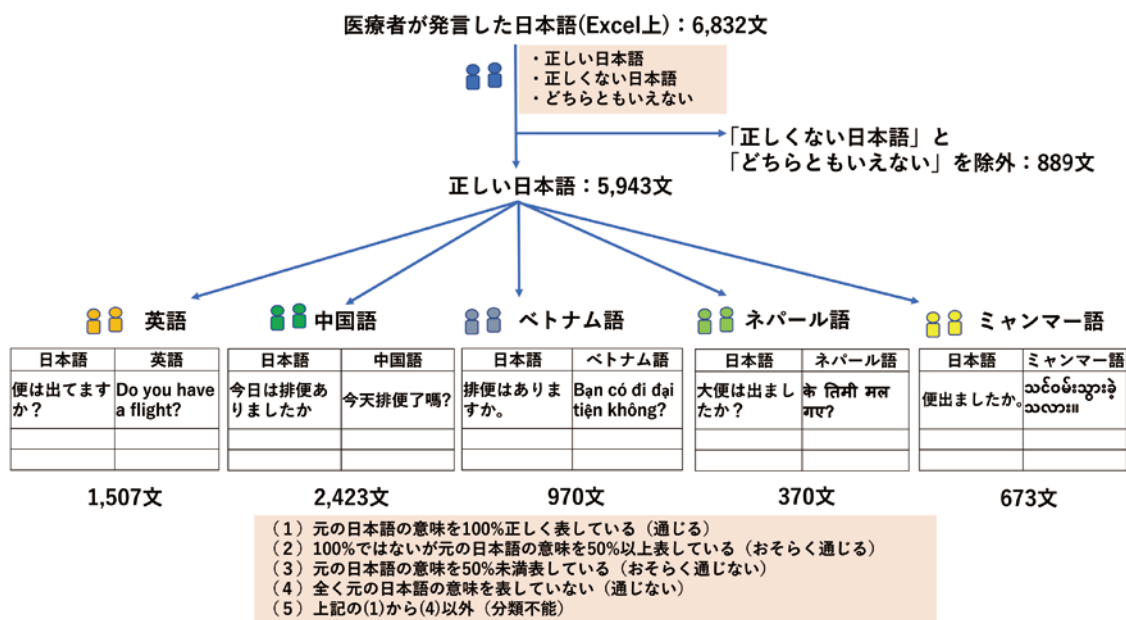 医療者が発言した日本語(Excel上)：6,832文
・正しい日本語
・正しくない日本語
・どちらともいえない
「正しくない日本語」と
「どちらともいえない」を除外：889文
正しい日本語：5,943文
英語
日本語 英語
便は出てますか？ Do you have a flight?
1,507文
中国語
日本語 中国語
今日は排便ありましたか 今天排便了嗎?
2,423文
ベトナム語
日本語 ベトナム語
排便はありますか。 Bạn có đi đại tiện không?
970文
ネパール語
日本語 ネパール語
大便は出ましたか？ के तिमी मल गए?
370文
ミャンマー語
日本語 ミャンマー語
便出ましたか。 သင်ဝမ်းသွားခဲ့သလား။
673文
（1）元の日本語の意味を100%正しく表している（通じる）
（2）100%ではないが元の日本語の意味を50%以上表している（おそらく通じる）
（3）元の日本語の意味を50%未満表している（おそらく通じない）
（4）全く元の日本語の意味を表していない（通じない）
（5）上記の(1)から(4)以外（分類不能）